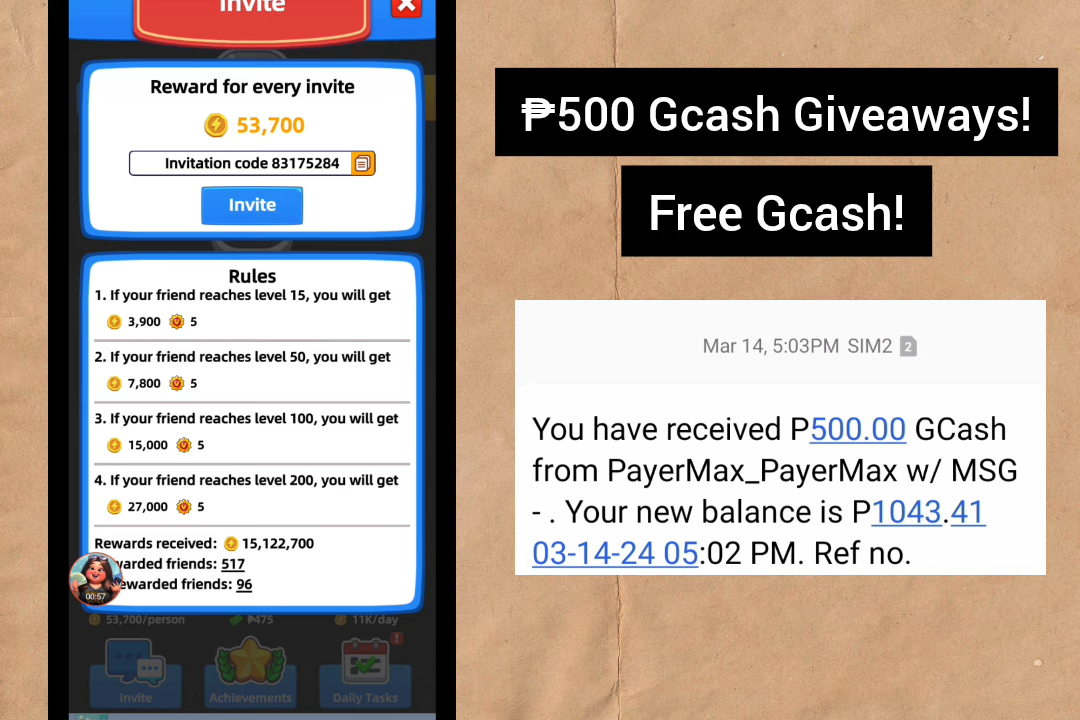 Invite
Reward for every invite
53,700
Invitation code 83175284
Invite
Rules
1. If your friend reaches level 15, you will get
3,900 5
2. If your friend reaches level 50, you will get
7,800 5
3. If your friend reaches level 100, you will get
15,000 5
4. If your friend reaches level 200, you will get
27,000 5
Rewards received: 15,122,700
warded friends: 517
ewarded friends: 96
00:57
53,700/person ₱475 11K/day
Invite Achievements Daily Tasks
₱500 Gcash Giveaways!
Free Gcash!
Mar 14, 5:03PM SIM2 2
You have received P500.00 GCash
from PayerMax_PayerMax w/ MSG
- . Your new balance is P1043.41
03-14-24 05:02 PM. Ref no.